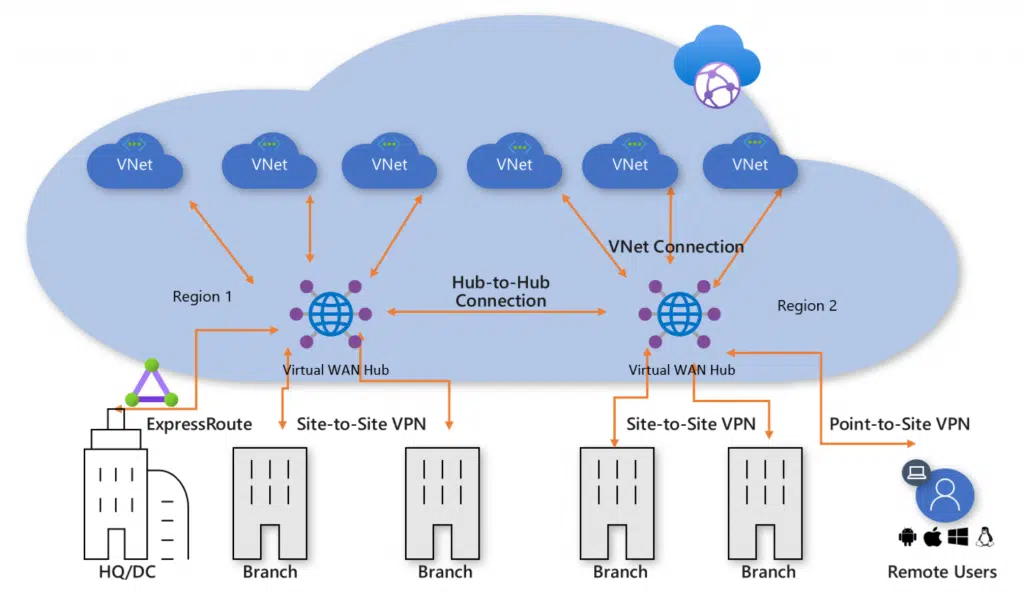 VNet
VNet
VNet
VNet
VNet
VNet
VNet Connection
Hub-to-Hub
Connection
Region 1
Region 2
Virtual WAN Hub
Virtual WAN Hub
ExpressRoute
Site-to-Site VPN
Site-to-Site VPN
Point-to-Site VPN
HQ/DC
Branch
Branch
Branch
Branch
Remote Users